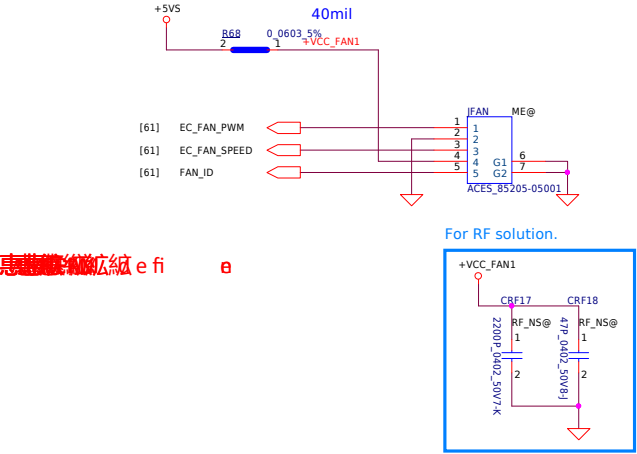 +5VS
40mil
R68 0_0603_5%
2 1 +VCC_FAN1
JFAN ME@
[61] EC_FAN_PWM 1 1
2 2
[61] EC_FAN_SPEED 3 3
4 4 G1 6
[61] FAN_ID 5 5 G2 7
ACES_85205-05001
For RF solution.
+VCC_FAN1
CRF17 CRF18
RF_NS@ RF_NS@
1 1
2 2
2200P_0402_50V7-K
47P_0402_50V8-J